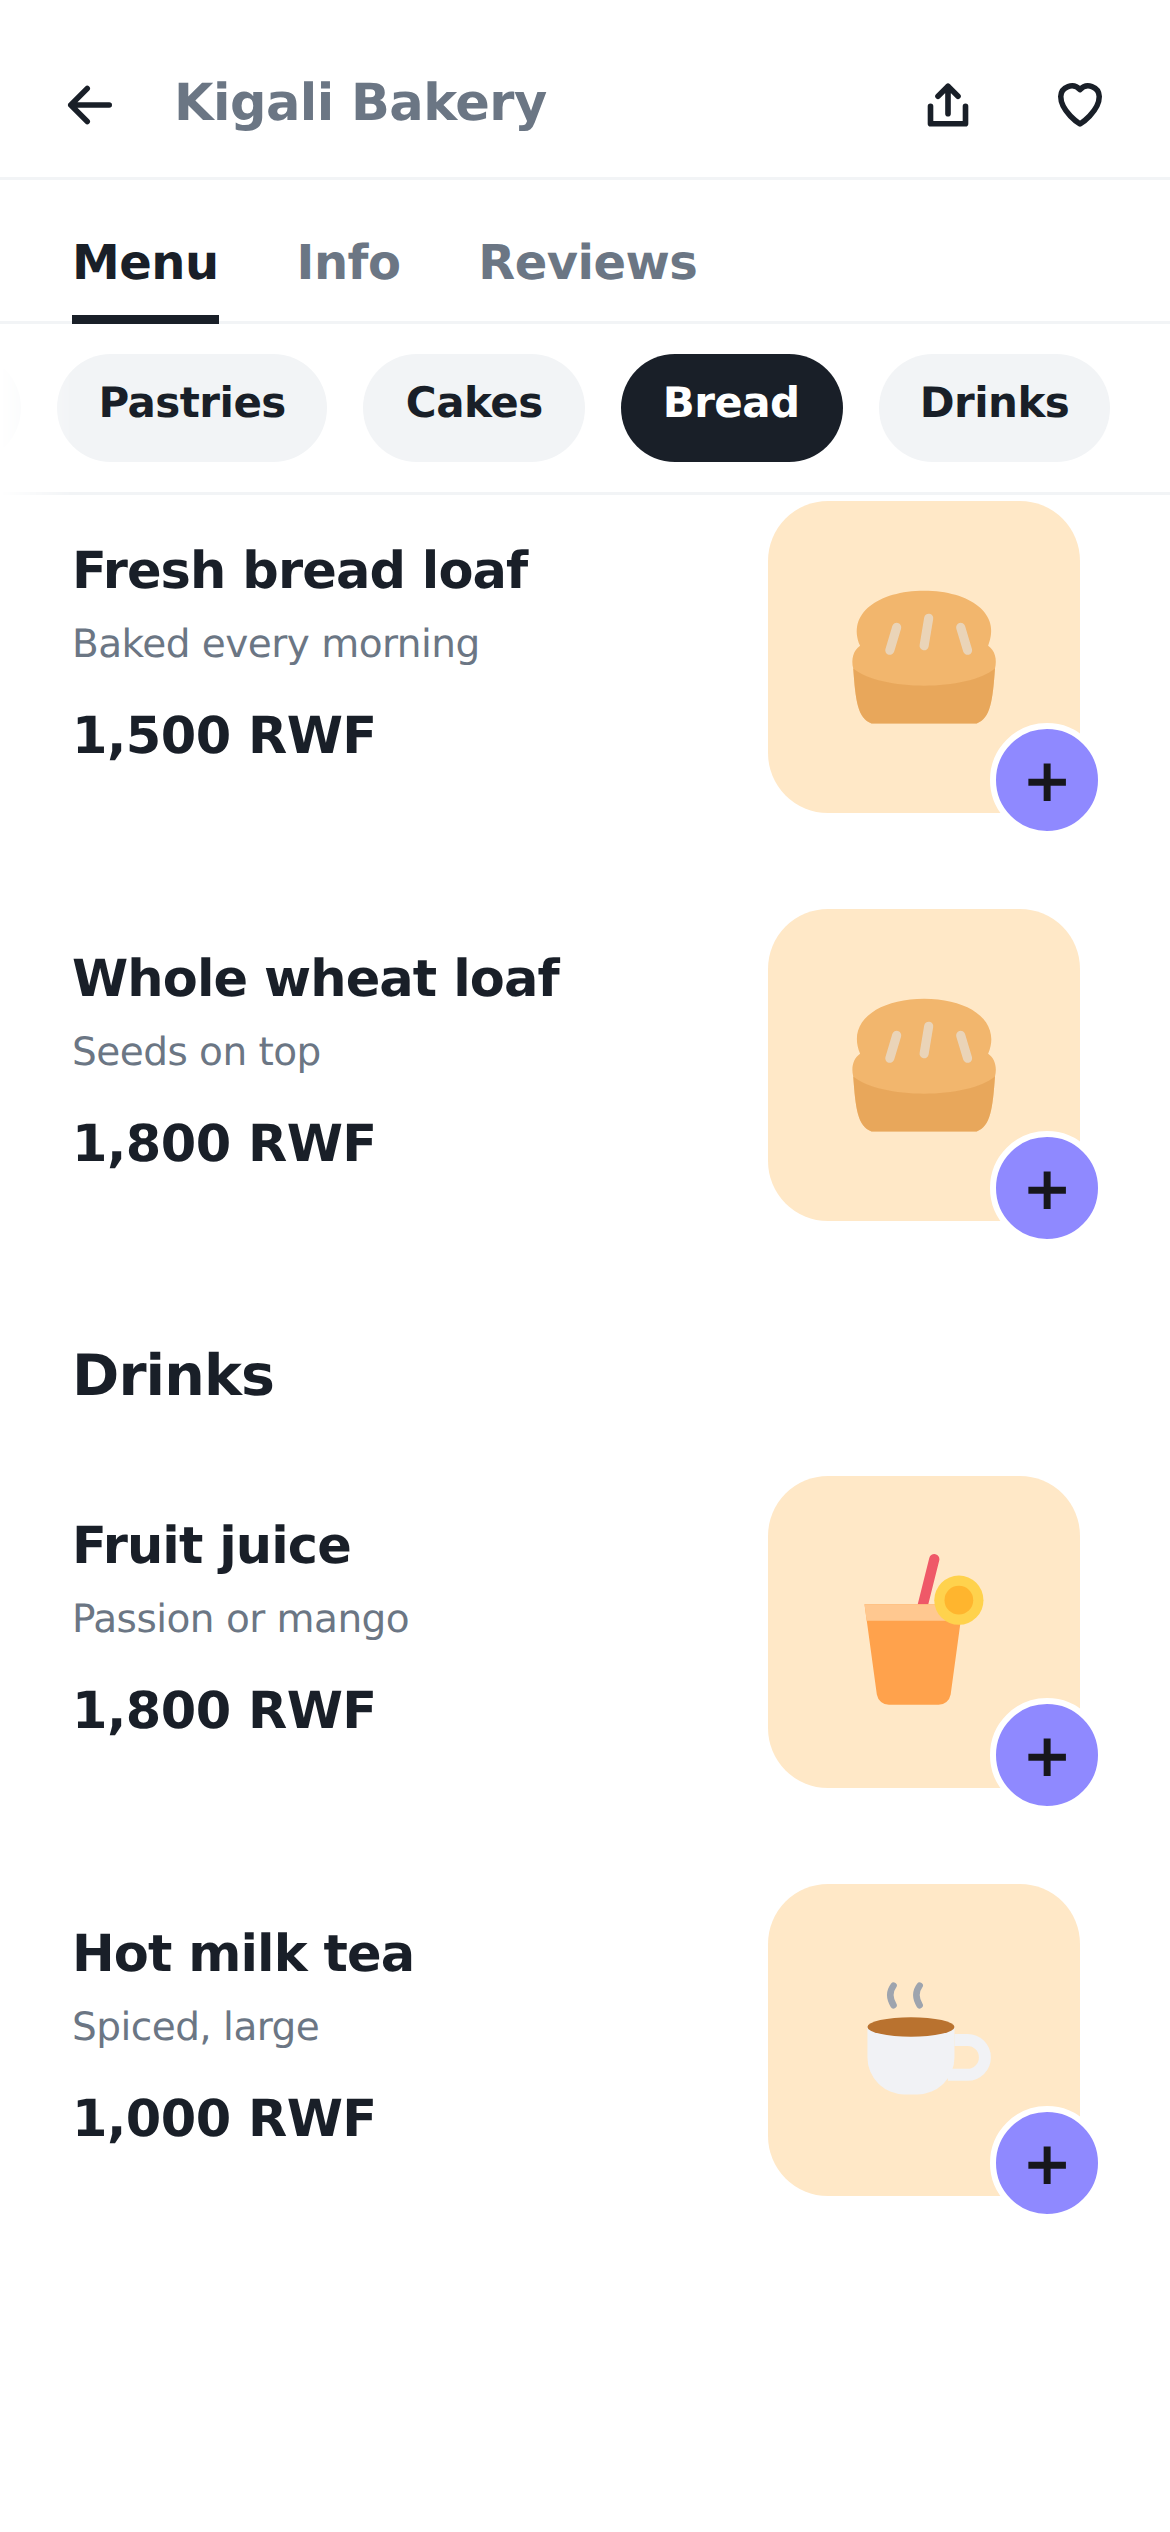 Kigali Bakery
Menu Info Reviews
Pastries Cakes Bread Drinks
Fresh bread loaf
Baked every morning
1,500 RWF
Whole wheat loaf
Seeds on top
1,800 RWF
Drinks
Fruit juice
Passion or mango
1,800 RWF
Hot milk tea
Spiced, large
1,000 RWF